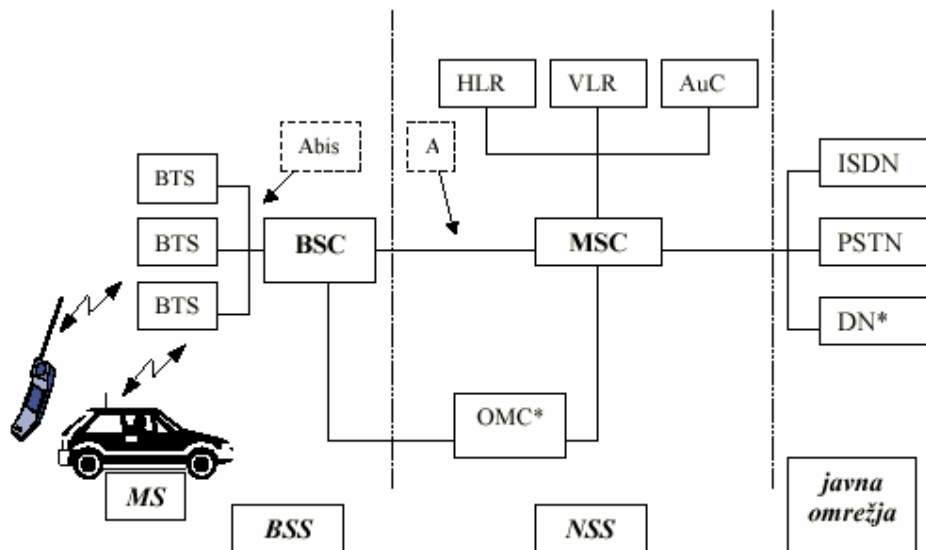 HLR
VLR
AuC
Abis
A
BTS
ISDN
BTS
BSC
MSC
PSTN
BTS
DN*
OMC*
MS
BSS
NSS
javna
omrežja